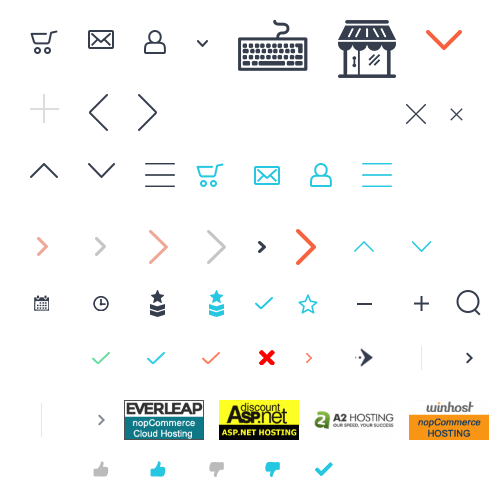 EVERLEAP
nopCommerce
Cloud Hosting
discount
ASP.net
ASP.NET HOSTING
A2 HOSTING
OUR SPEED, YOUR SUCCESS
winhost
nopCommerce
HOSTING